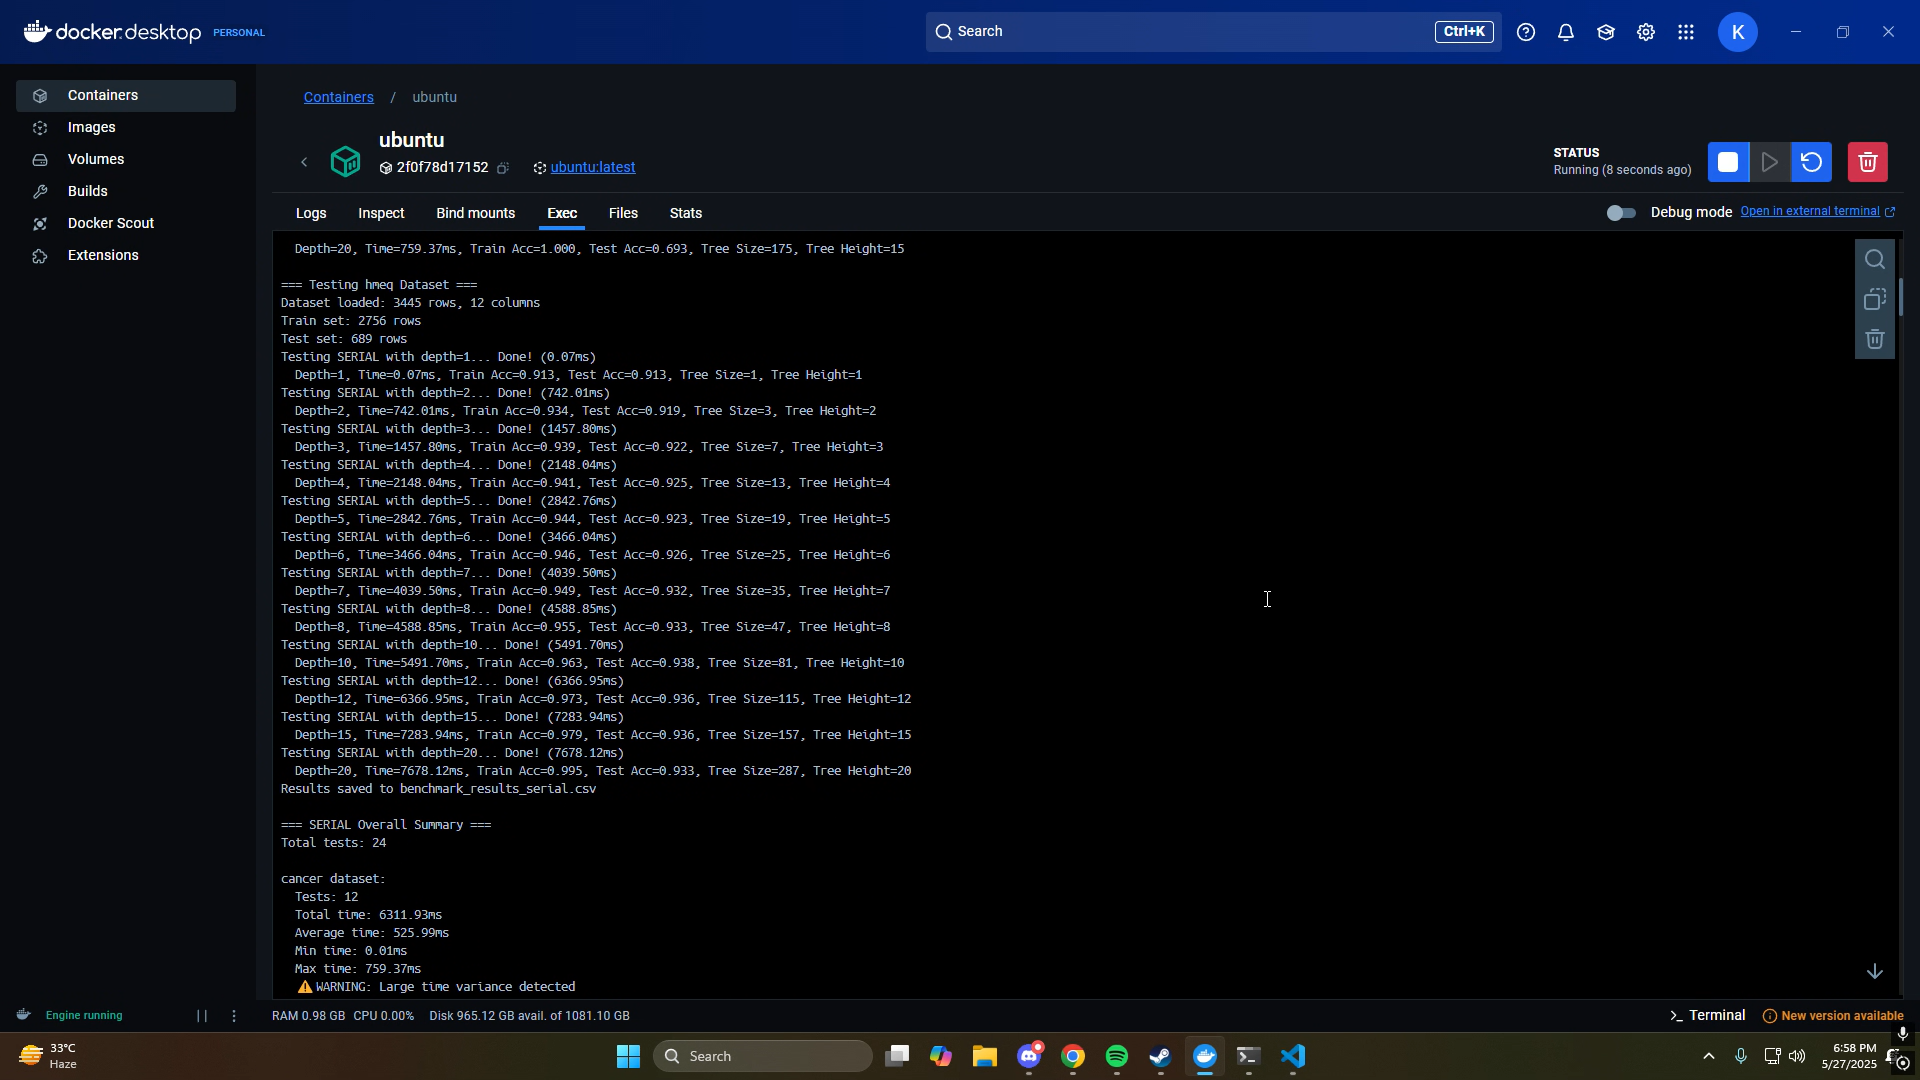 docker.desktop PERSONAL
Search Ctrl+K
K
Containers
Images
Volumes
Builds
Docker Scout
Extensions
Containers / ubuntu
ubuntu
2f0f78d17152 ubuntu:latest
STATUS
Running (8 seconds ago)
Logs Inspect Bind mounts Exec Files Stats
Debug mode Open in external terminal
Depth=20, Time=759.37ms, Train Acc=1.000, Test Acc=0.693, Tree Size=175, Tree Height=15
=== Testing hmeq Dataset ===
Dataset loaded: 3445 rows, 12 columns
Train set: 2756 rows
Test set: 689 rows
Testing SERIAL with depth=1... Done! (0.07ms)
Depth=1, Time=0.07ms, Train Acc=0.913, Test Acc=0.913, Tree Size=1, Tree Height=1
Testing SERIAL with depth=2... Done! (742.01ms)
Depth=2, Time=742.01ms, Train Acc=0.934, Test Acc=0.919, Tree Size=3, Tree Height=2
Testing SERIAL with depth=3... Done! (1457.80ms)
Depth=3, Time=1457.80ms, Train Acc=0.939, Test Acc=0.922, Tree Size=7, Tree Height=3
Testing SERIAL with depth=4... Done! (2148.04ms)
Depth=4, Time=2148.04ms, Train Acc=0.941, Test Acc=0.925, Tree Size=13, Tree Height=4
Testing SERIAL with depth=5... Done! (2842.76ms)
Depth=5, Time=2842.76ms, Train Acc=0.944, Test Acc=0.923, Tree Size=19, Tree Height=5
Testing SERIAL with depth=6... Done! (3466.04ms)
Depth=6, Time=3466.04ms, Train Acc=0.946, Test Acc=0.926, Tree Size=25, Tree Height=6
Testing SERIAL with depth=7... Done! (4039.50ms)
Depth=7, Time=4039.50ms, Train Acc=0.949, Test Acc=0.932, Tree Size=35, Tree Height=7
Testing SERIAL with depth=8... Done! (4588.85ms)
Depth=8, Time=4588.85ms, Train Acc=0.955, Test Acc=0.933, Tree Size=47, Tree Height=8
Testing SERIAL with depth=10... Done! (5491.70ms)
Depth=10, Time=5491.70ms, Train Acc=0.963, Test Acc=0.938, Tree Size=81, Tree Height=10
Testing SERIAL with depth=12... Done! (6366.95ms)
Depth=12, Time=6366.95ms, Train Acc=0.973, Test Acc=0.936, Tree Size=115, Tree Height=12
Testing SERIAL with depth=15... Done! (7283.94ms)
Depth=15, Time=7283.94ms, Train Acc=0.979, Test Acc=0.936, Tree Size=157, Tree Height=15
Testing SERIAL with depth=20... Done! (7678.12ms)
Depth=20, Time=7678.12ms, Train Acc=0.995, Test Acc=0.933, Tree Size=287, Tree Height=20
Results saved to benchmark_results_serial.csv
=== SERIAL Overall Summary ===
Total tests: 24
cancer dataset:
Tests: 12
Total time: 6311.93ms
Average time: 525.99ms
Min time: 0.01ms
Max time: 759.37ms
⚠ WARNING: Large time variance detected
Engine running
RAM 0.98 GB CPU 0.00% Disk 965.12 GB avail. of 1081.10 GB
>_ Terminal New version available
33°C
Haze
Search
6:58 PM
5/27/2025